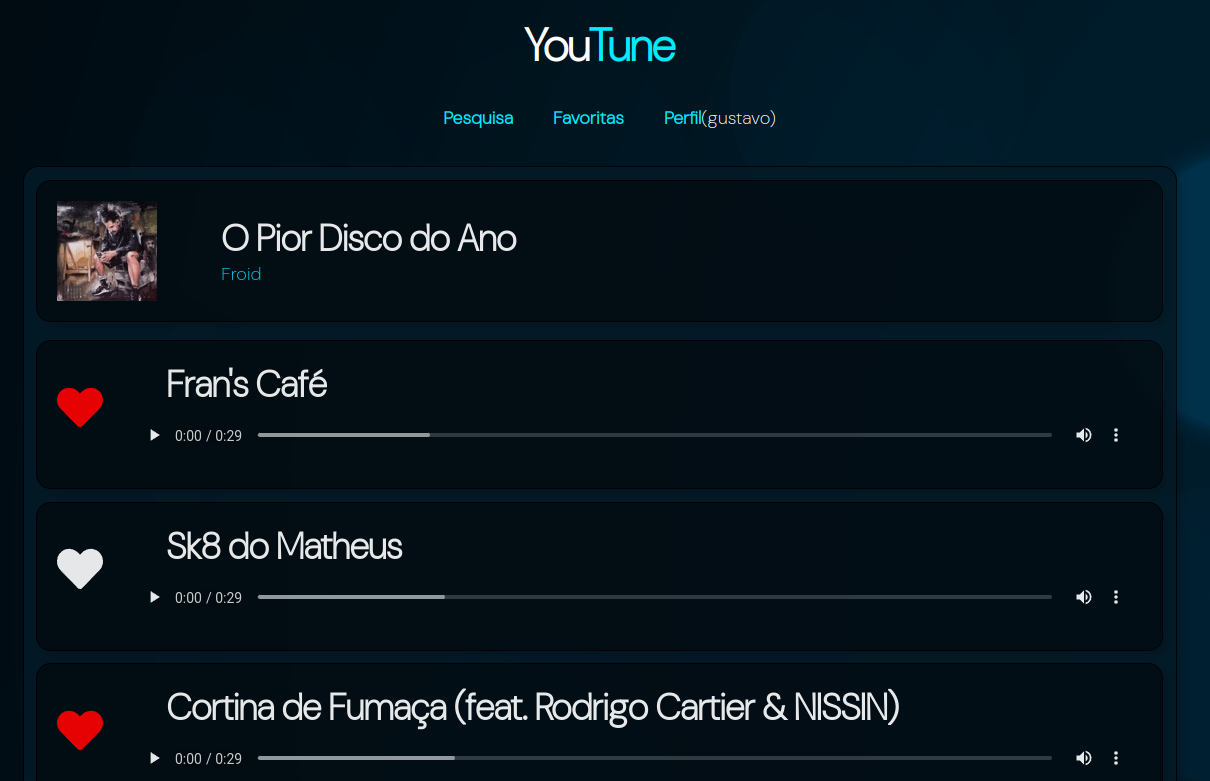 YouTune
Pesquisa Favoritas Perfil(gustavo)
O Pior Disco do Ano
Froid
Fran's Café
0:00 / 0:29
Sk8 do Matheus
0:00 / 0:29
Cortina de Fumaça (feat. Rodrigo Cartier & NISSIN)
0:00 / 0:29